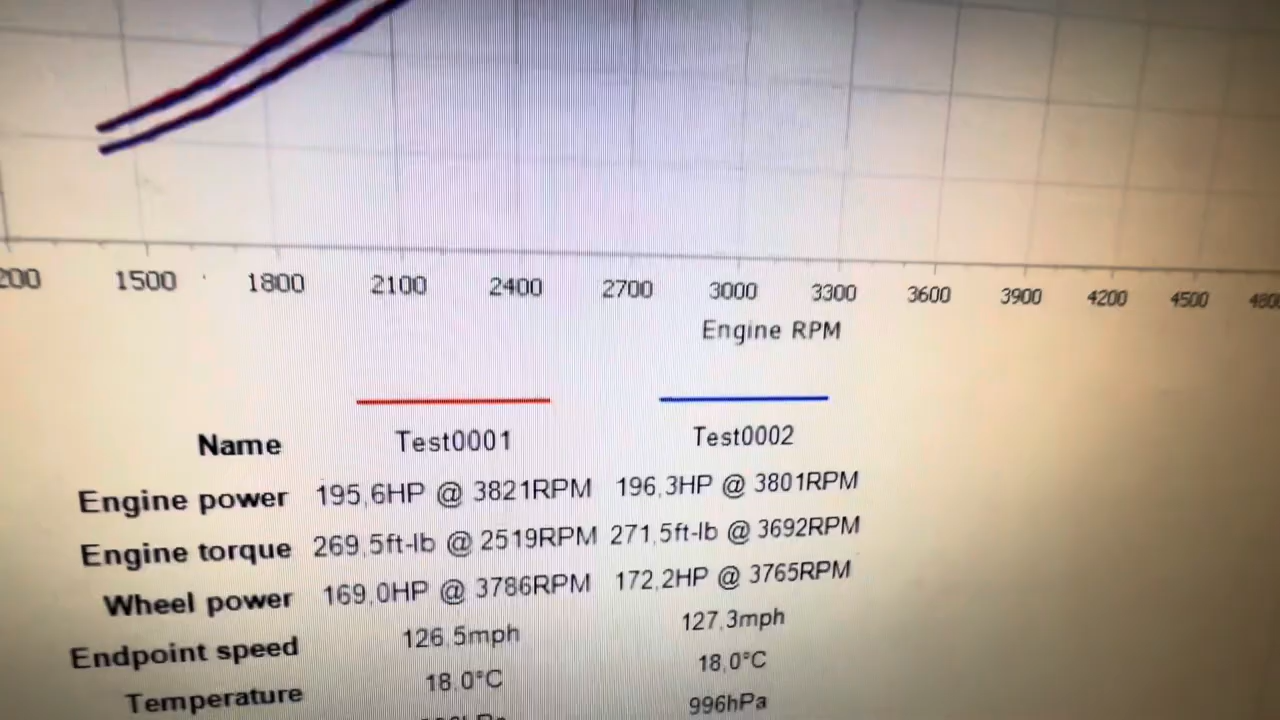 1500 1800 2100 2400 2700 3000 3300 3600 3900 4200 4500
Engine RPM
Name Test0001 Test0002
Engine power 195,6HP @ 3821RPM 196,3HP @ 3801RPM
Engine torque 269,5ft-lb @ 2519RPM 271,5ft-lb @ 3692RPM
Wheel power 169,0HP @ 3786RPM 172,2HP @ 3765RPM
Endpoint speed 126,5mph 127,3mph
Temperature 18,0°C 18,0°C
996hPa